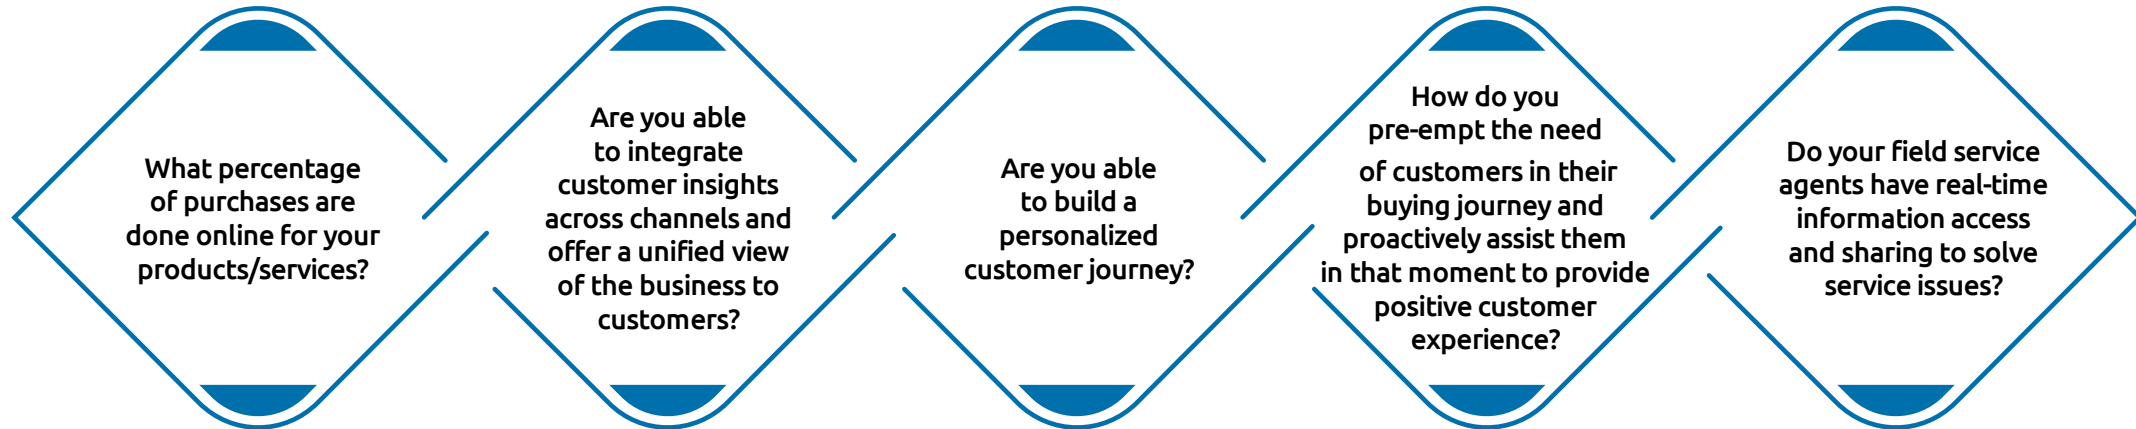 What percentage
of purchases are
done online for your
products/services?
Are you able
to integrate
customer insights
across channels and
offer a unified view
of the business to
customers?
Are you able
to build a
personalized
customer journey?
How do you
pre-empt the need
of customers in their
buying journey and
proactively assist them
in that moment to provide
positive customer
experience?
Do your field service
agents have real-time
information access
and sharing to solve
service issues?